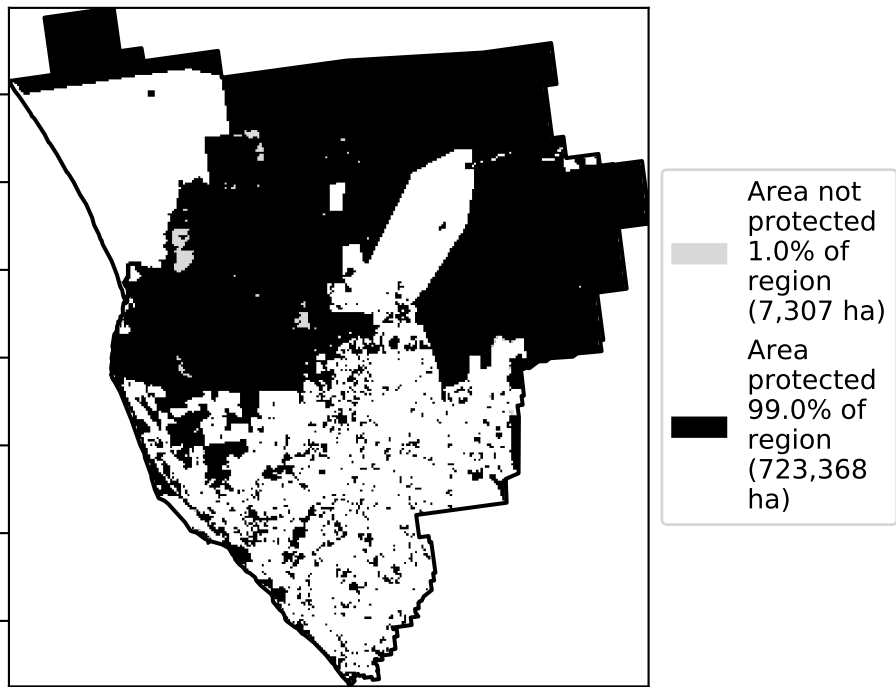 Area not
protected
1.0% of
region
(7,307 ha)
Area
protected
99.0% of
region
(723,368
ha)